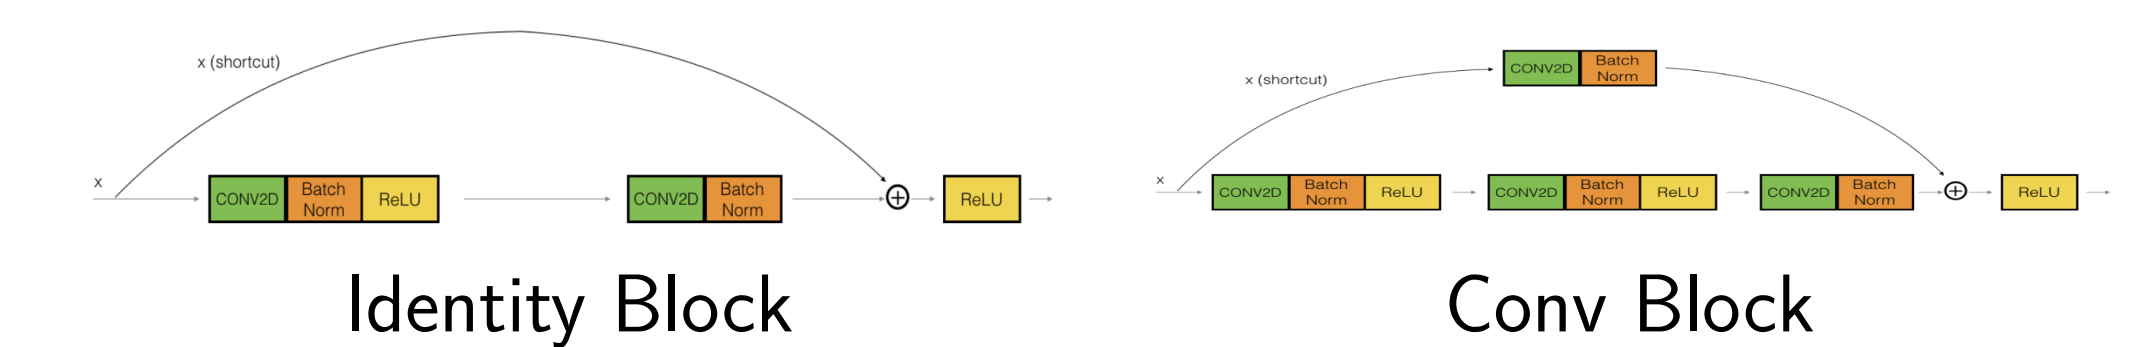 x (shortcut)
x
CONV2D
Batch
Norm
ReLU
CONV2D
Batch
Norm
ReLU
Identity Block
x (shortcut)
CONV2D
Batch
Norm
x
CONV2D
Batch
Norm
ReLU
CONV2D
Batch
Norm
ReLU
CONV2D
Batch
Norm
ReLU
Conv Block